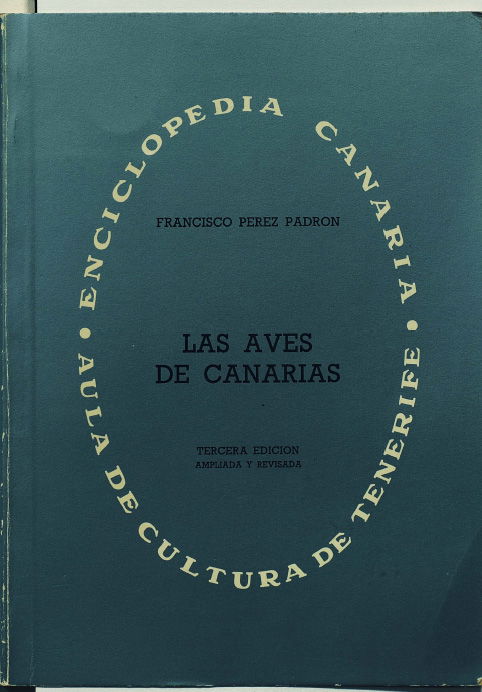 ENCICLOPEDIA CANARIA
FRANCISCO PEREZ PADRON
LAS AVES
DE CANARIAS
TERCERA EDICION
AMPLIADA Y REVISADA
AULA DE CULTURA DE TENERIFE